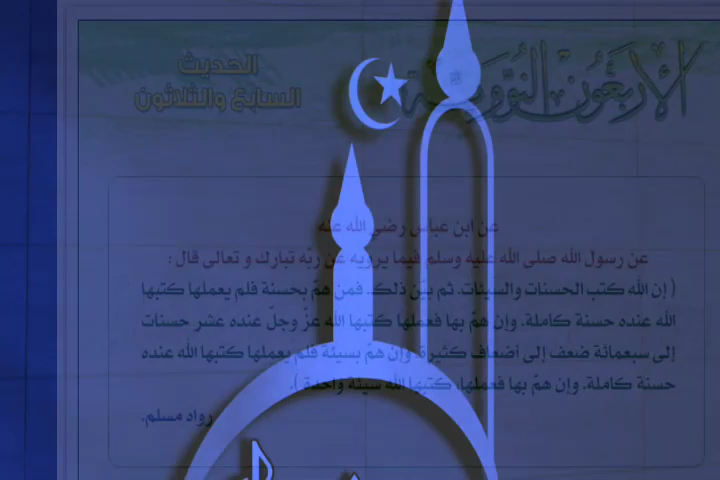 الأربعون النووية
الحديث
السابع والثلاثون
عن ابن عباس رضي الله عنه
عن رسول الله صلى الله عليه وسلم فيما يرويه عن ربّه تبارك و تعالى قال :
( إن الله كتب الحسنات والسيئات. ثم بيّن ذلك. فمن همّ بحسنة فلم يعملها كتبها
الله عنده حسنة كاملة. وإن همّ بها فعملها كتبها الله عزّ وجلّ عنده عشر حسنات
إلى سبعمائة ضعف إلى أضعاف كثيرة. وإن همّ بسيئة فلم يعملها كتبها الله عنده
حسنة كاملة. وإن همّ بها فعملها، كتبها الله سيئة واحدة ).
رواه مسلم.